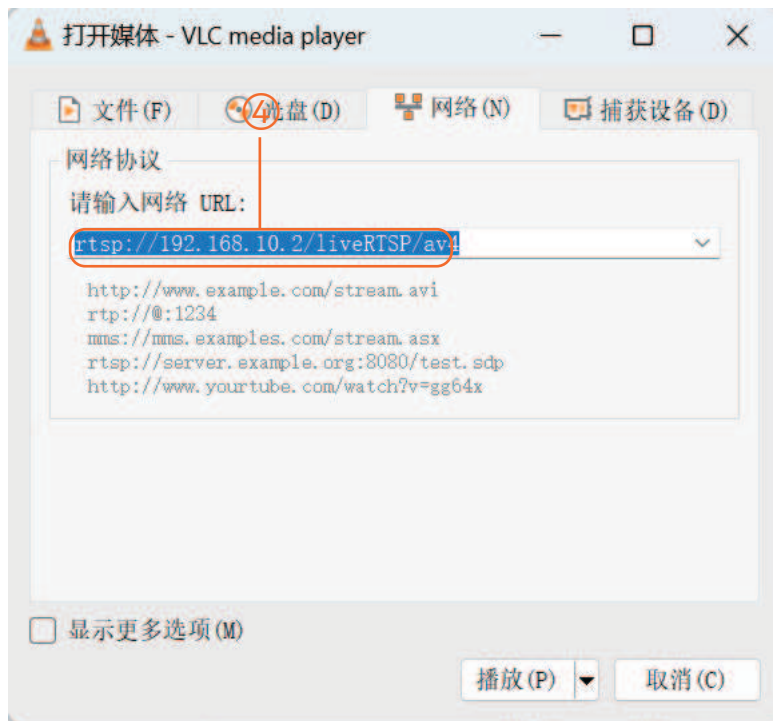 打开媒体 - VLC media player
文件(F) 光盘(D) 网络(N) 捕获设备(D)
④
网络协议
请输入网络 URL:
rtsp://192.168.10.2/liveRTSP/av4
http://www.example.com/stream.avi
rtp://@:1234
mms://mms.examples.com/stream.asx
rtsp://server.example.org:8080/test.sdp
http://www.yourtube.com/watch?v=gg64x
显示更多选项(M)
播放(P) 取消(C)